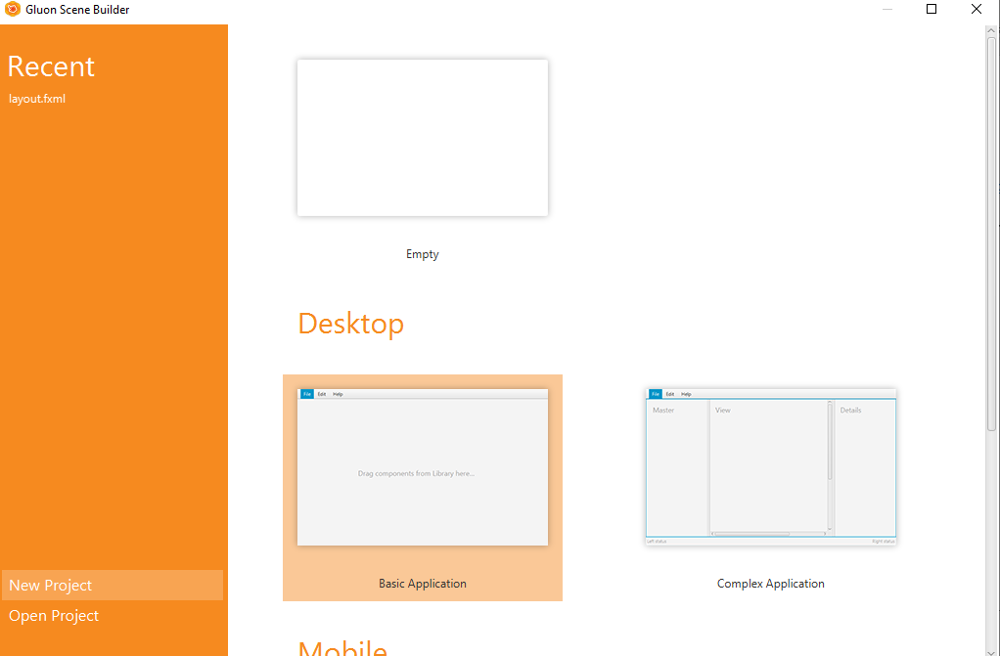 Gluon Scene Builder
Recent
layout.fxml
New Project
Open Project
Empty
Desktop
File Edit Help
Drag components from Library here...
Basic Application
File Edit Help
Master View Details
Left status Right status
Complex Application
Mobile